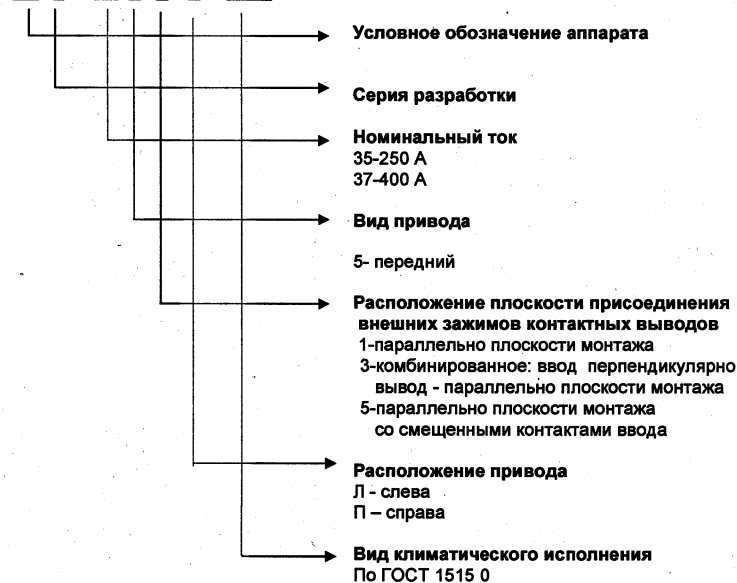 Условное обозначение аппарата
Серия разработки
Номинальный ток
35-250 А
37-400 А
Вид привода
5- передний
Расположение плоскости присоединения
внешних зажимов контактных выводов
1-параллельно плоскости монтажа
3-комбинированное: ввод перпендикулярно
вывод - параллельно плоскости монтажа
5-параллельно плоскости монтажа
со смещенными контактами ввода
Расположение привода
Л - слева
П – справа
Вид климатического исполнения
По ГОСТ 1515 0